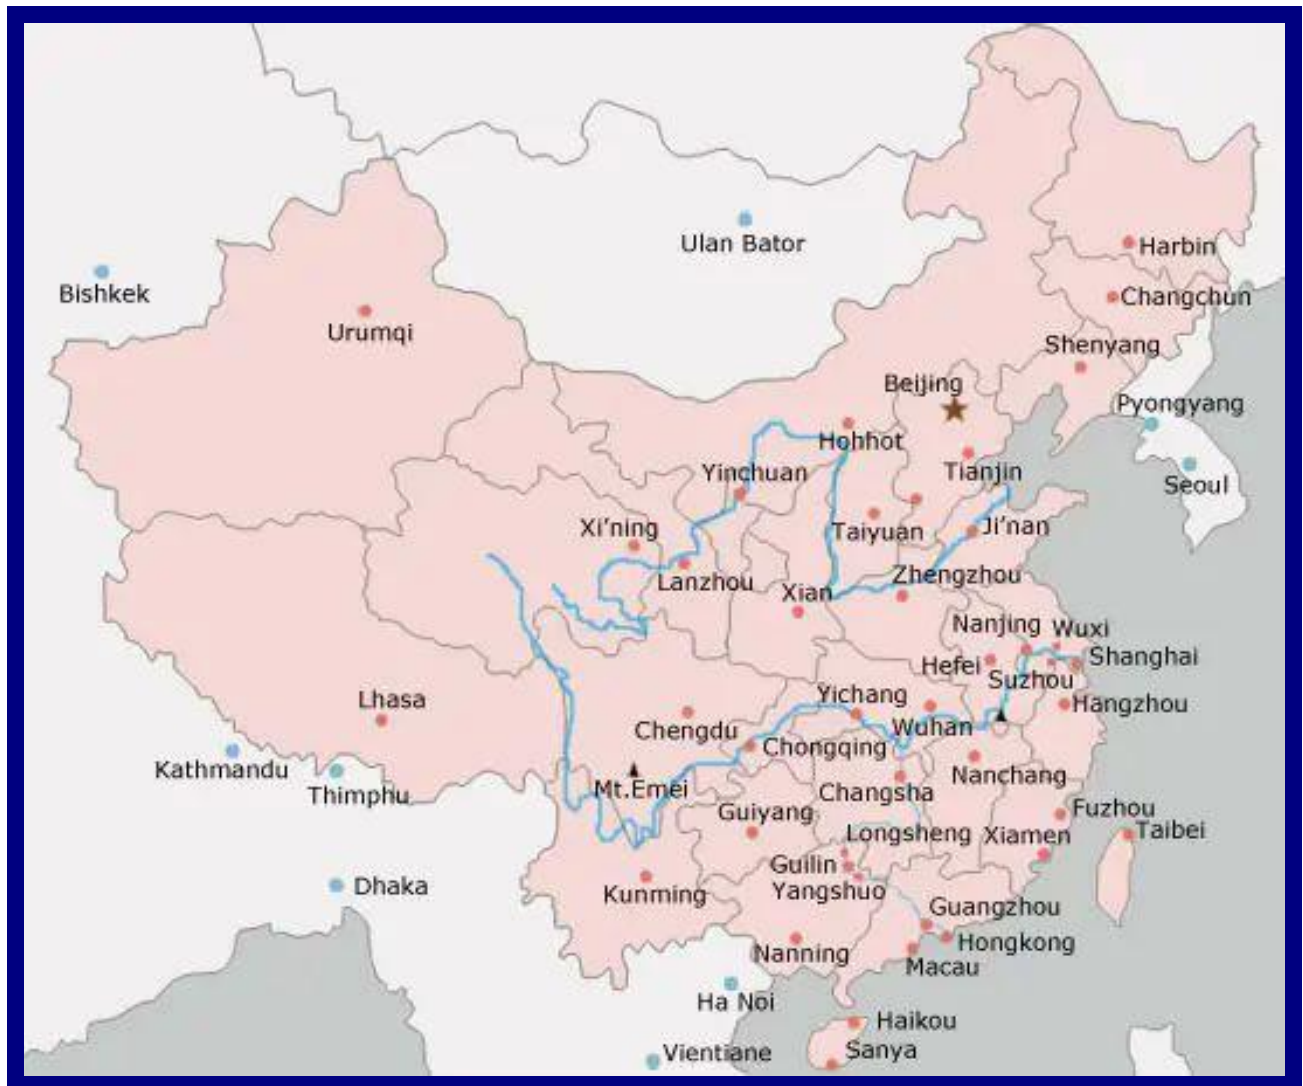 Ulan Bator
Harbin
Bishkek
Changchun
Urumqi
Shenyang
Beijing
Pyongyang
Hohhot
Tianjin
Yinchuan
Seoul
Xi'ning
Taiyuan
Ji'nan
Lanzhou
Zhengzhou
Xian
Nanjing
Wuxi
Hefei
Shanghai
Suzhou
Lhasa
Yichang
Hangzhou
Chengdu
Wuhan
Chongqing
Kathmandu
Nanchang
Thimphu
Mt.Emei
Changsha
Guiyang
Fuzhou
Longsheng
Xiamen
Taibei
Guilin
Dhaka
Kunming
Yangshuo
Guangzhou
Hongkong
Nanning
Macau
Ha Noi
Haikou
Vientiane
Sanya